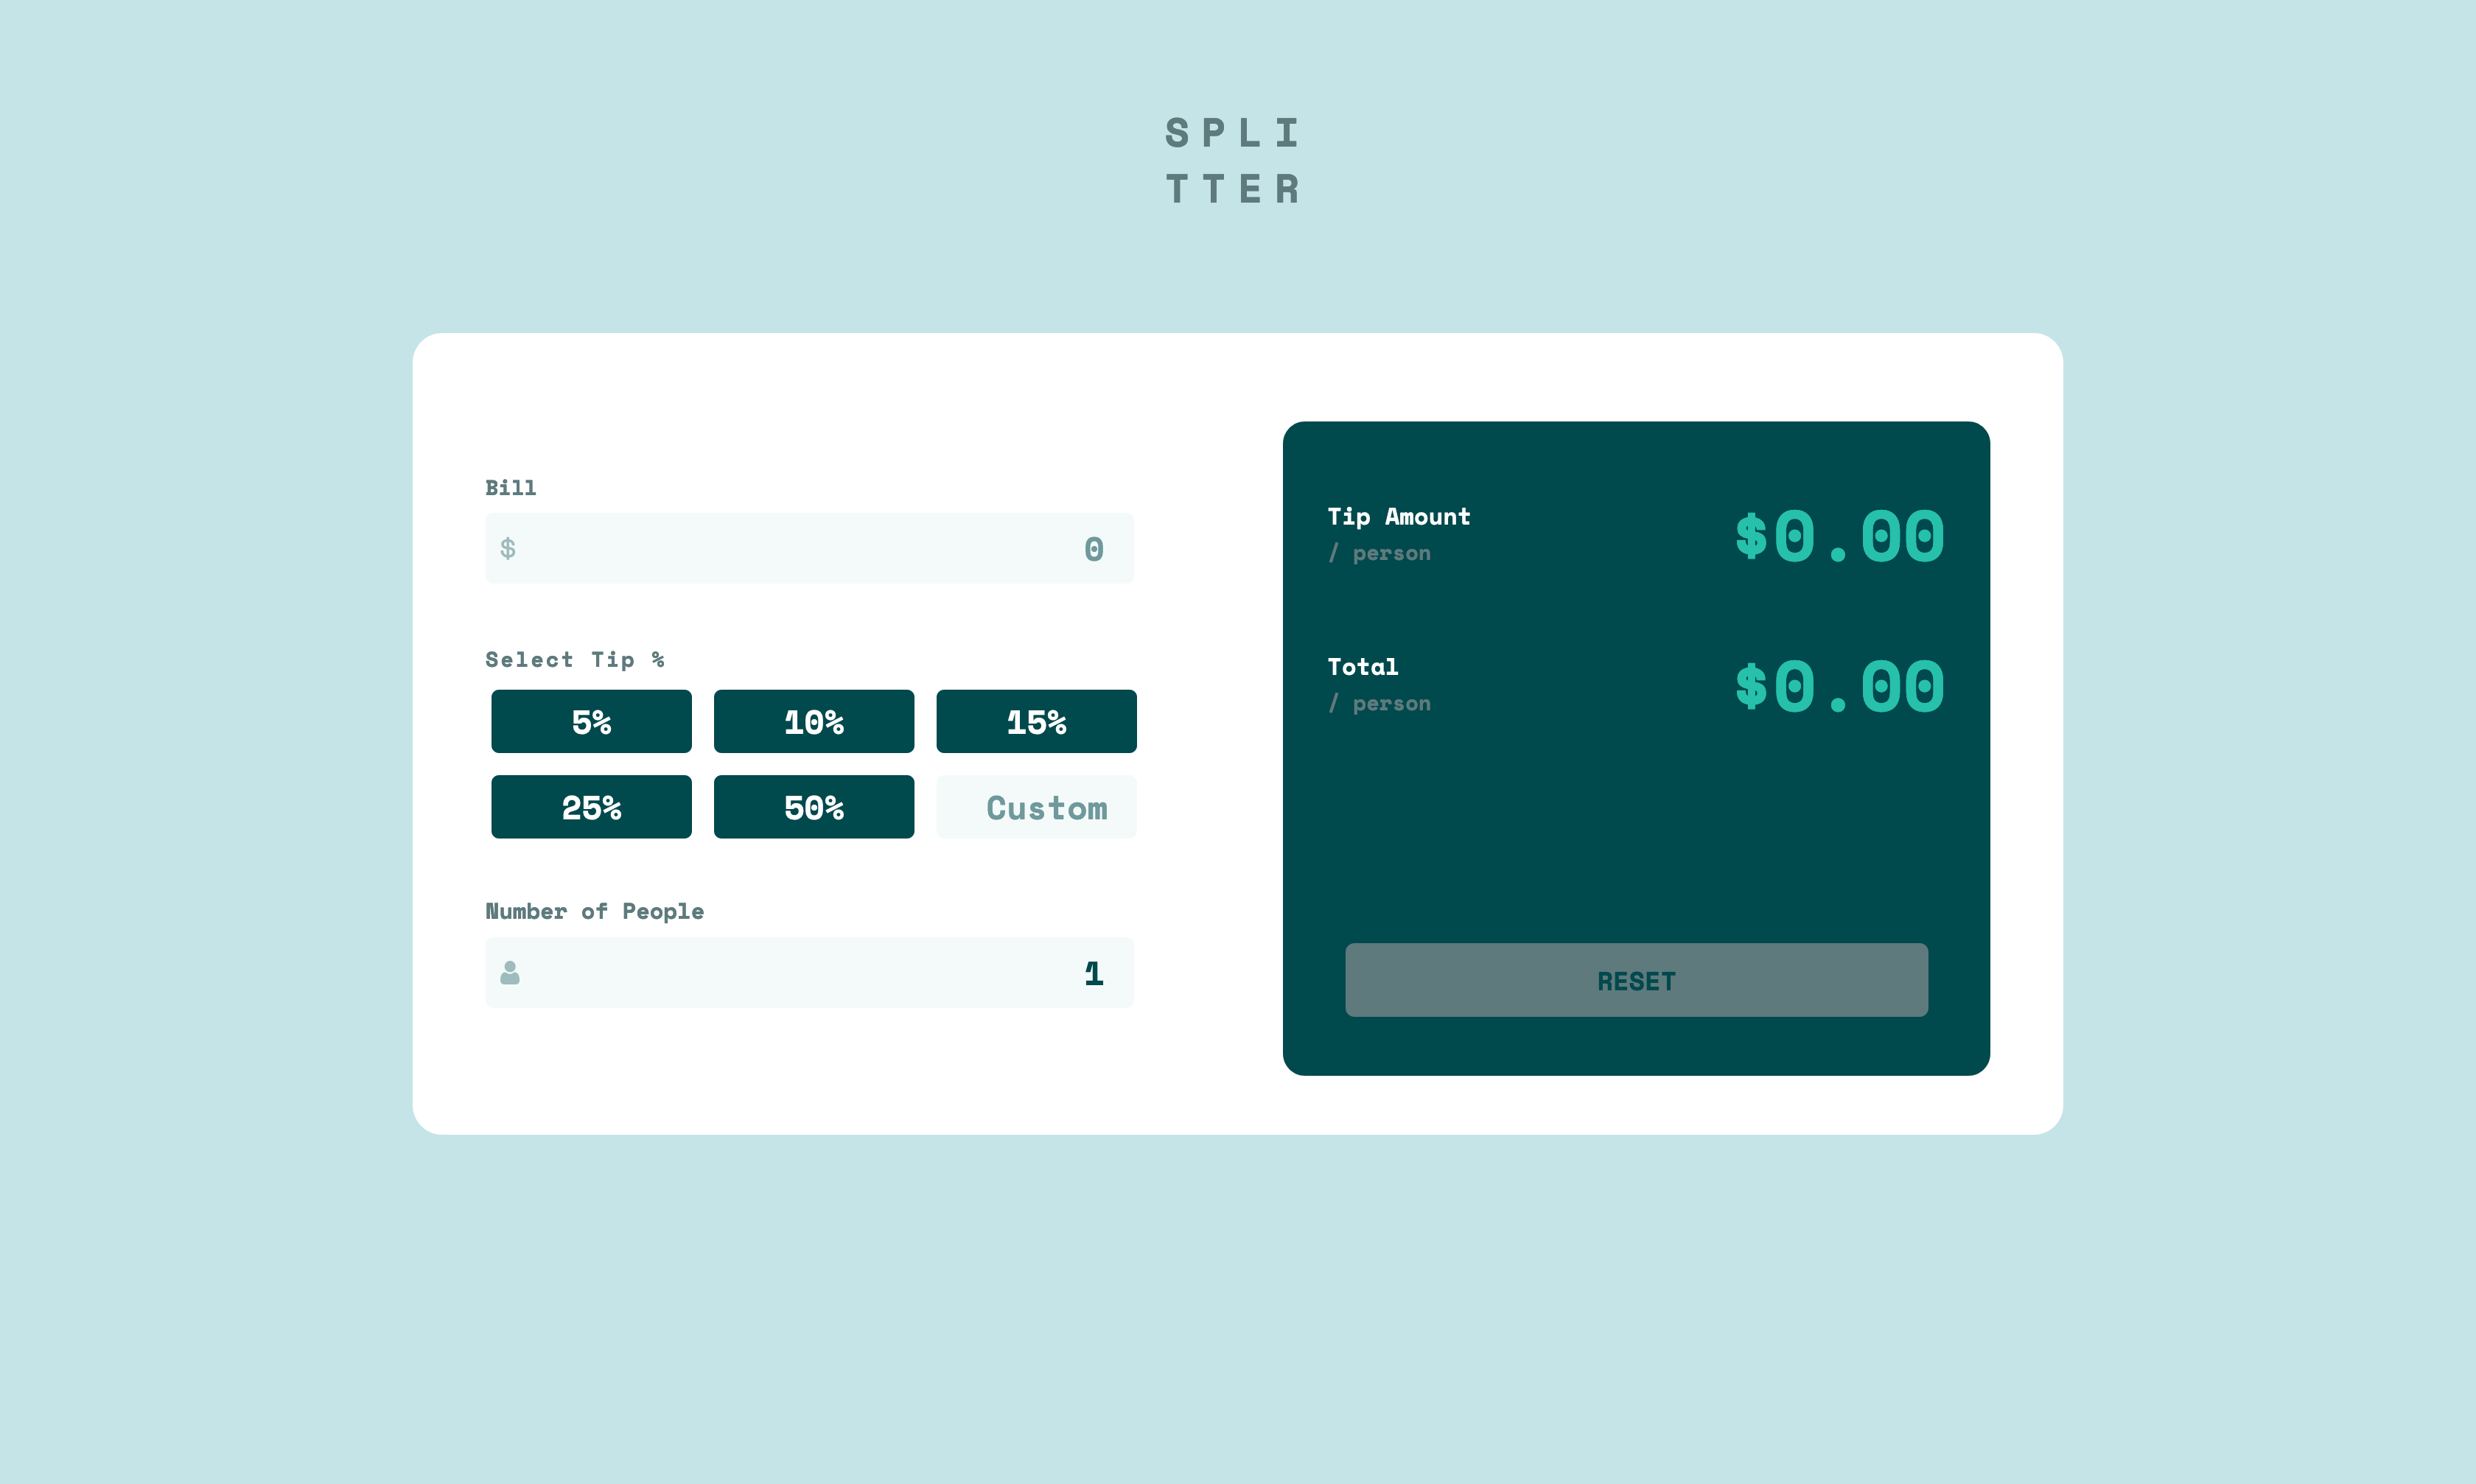 SPLI
TTER
Bill
$ 0
Select Tip %
5% 10% 15%
25% 50% Custom
Number of People
1
Tip Amount
/ person
$0.00
Total
/ person
$0.00
RESET